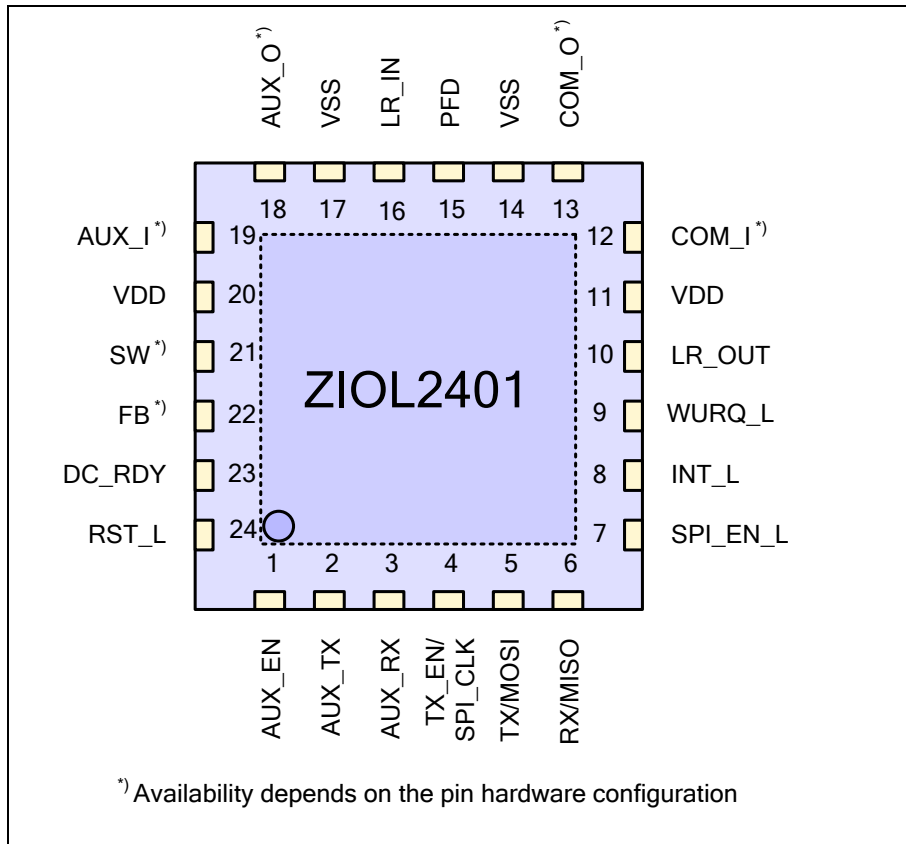 AUX_O*)
VSS
LR_IN
PFD
VSS
COM_O*)
18
17
16
15
14
13
AUX_I*)
19
12
COM_I*)
VDD
20
11
VDD
SW*)
21
10
LR_OUT
ZIOL2401
FB*)
22
9
WURQ_L
DC_RDY
23
8
INT_L
RST_L
24
7
SPI_EN_L
1
2
3
4
5
6
AUX_EN
AUX_TX
AUX_RX
TX_EN/
SPI_CLK
TX/MOSI
RX/MISO
*) Availability depends on the pin hardware configuration